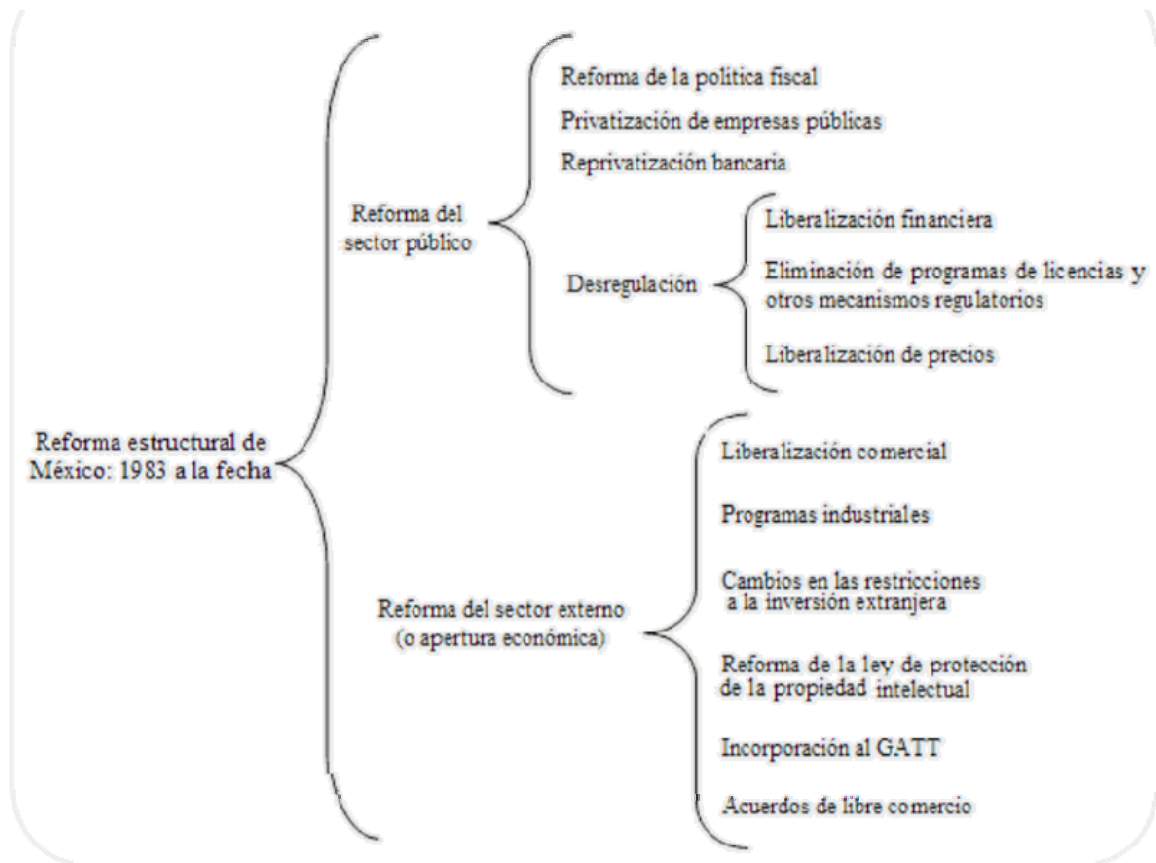 Reforma estructural de
México: 1983 a la fecha
Reforma del
sector público
Reforma de la política fiscal
Privatización de empresas públicas
Reprivatización bancaria
Desregulación
Liberalización financiera
Eliminación de programas de licencias y
otros mecanismos regulatorios
Liberalización de precios
Reforma del sector externo
(o apertura económica)
Liberalización comercial
Programas industriales
Cambios en las restricciones
a la inversión extranjera
Reforma de la ley de protección
de la propiedad intelectual
Incorporación al GATT
Acuerdos de libre comercio